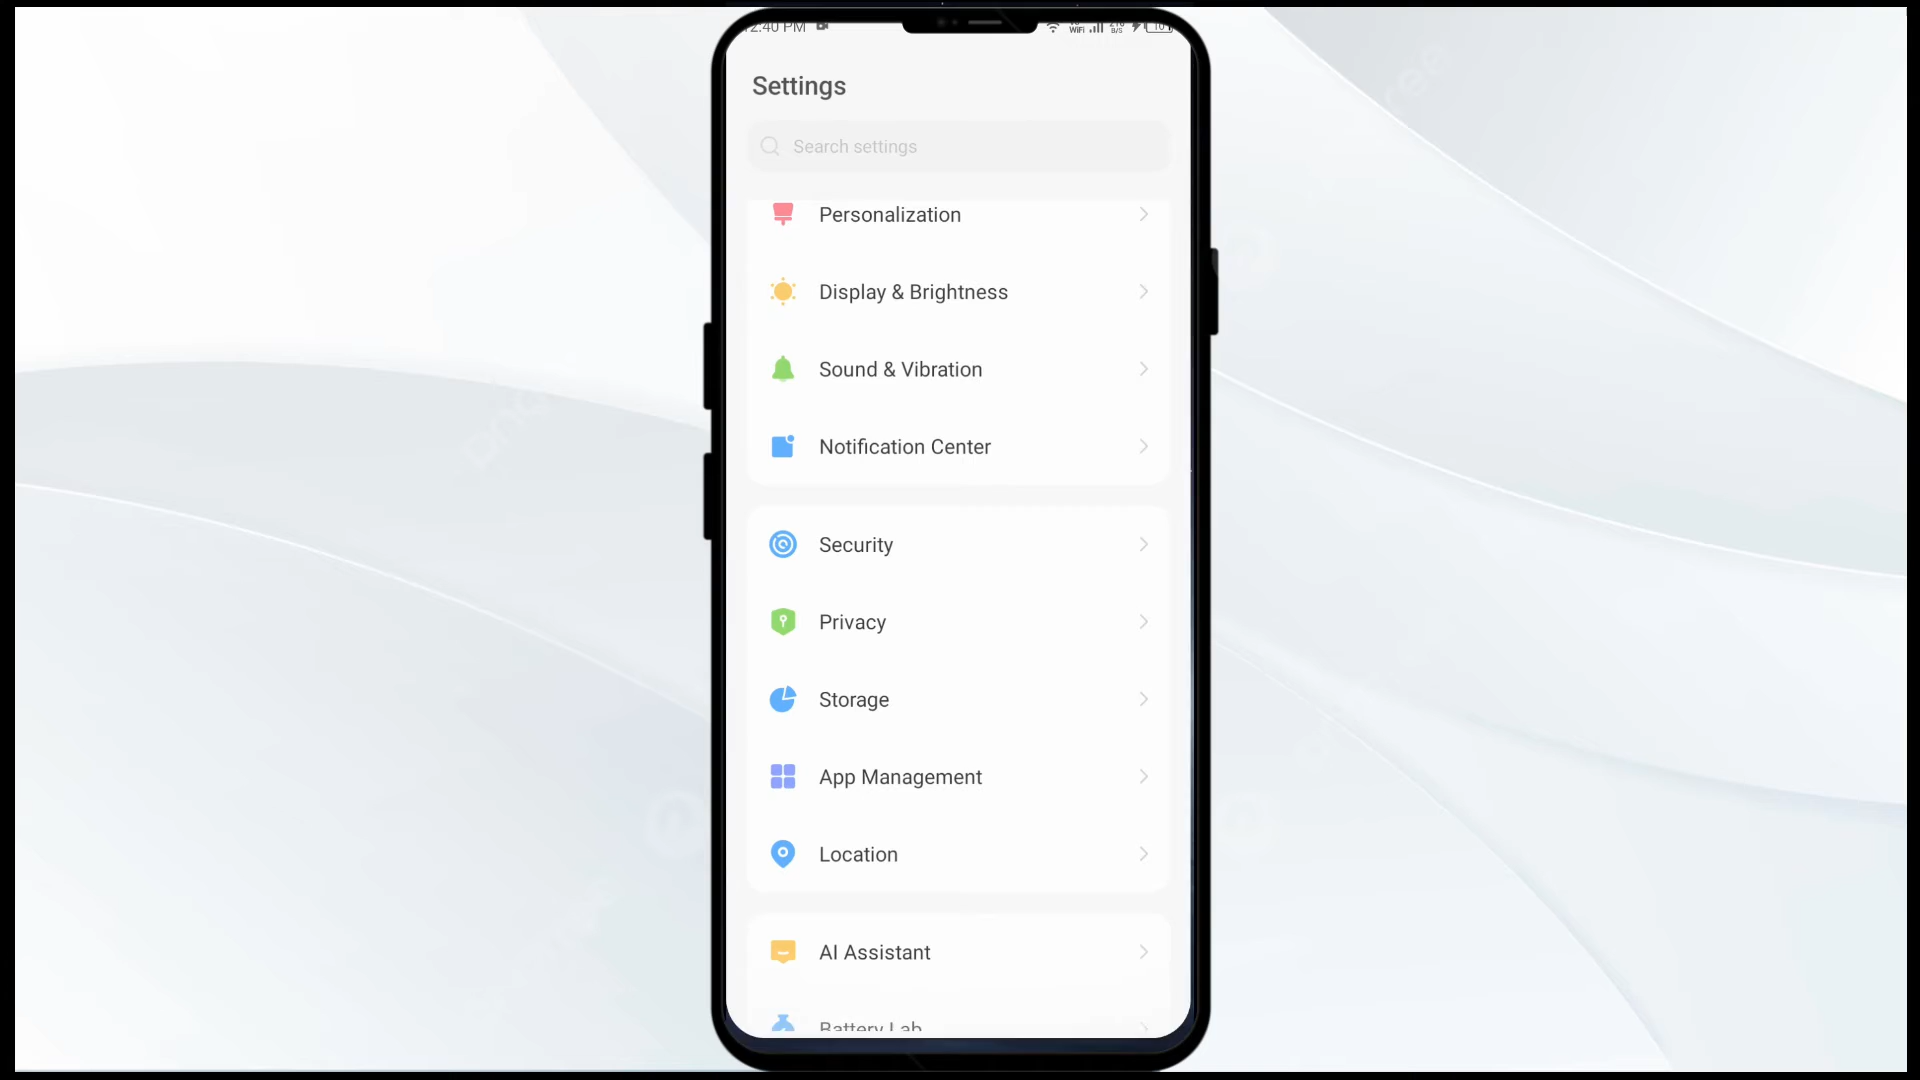 2:40 PM
Settings
Search settings
Personalization
Display & Brightness
Sound & Vibration
Notification Center
Security
Privacy
Storage
App Management
Location
AI Assistant
Battery Lab